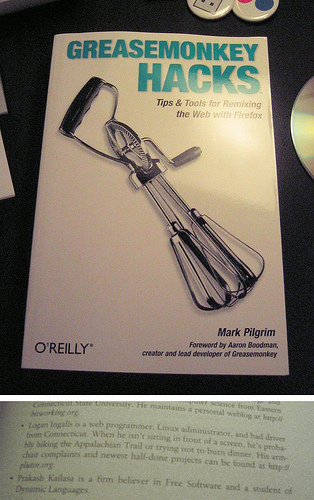 GREASEMONKEY
HACKS
Tips & Tools for Remixing
the Web with Firefox
Mark Pilgrim
Foreword by Aaron Boodman,
creator and lead developer of Greasemonkey
O'REILLY®
Connecticut State University. He maintains a personal weblog at http://
• Logan Ingalls is a web programmer, Linux administrator, and bad driver
from Connecticut. When he isn't sitting in front of a screen, he's proba-
bly hiking the Appalachian Trail or trying not to burn dinner. His arm-
chair complaints and newest half-done projects can be found at http://
plutor.org.
• Prakash Kailasa is a firm believer in Free Software and a student of
Dynamic Languages.